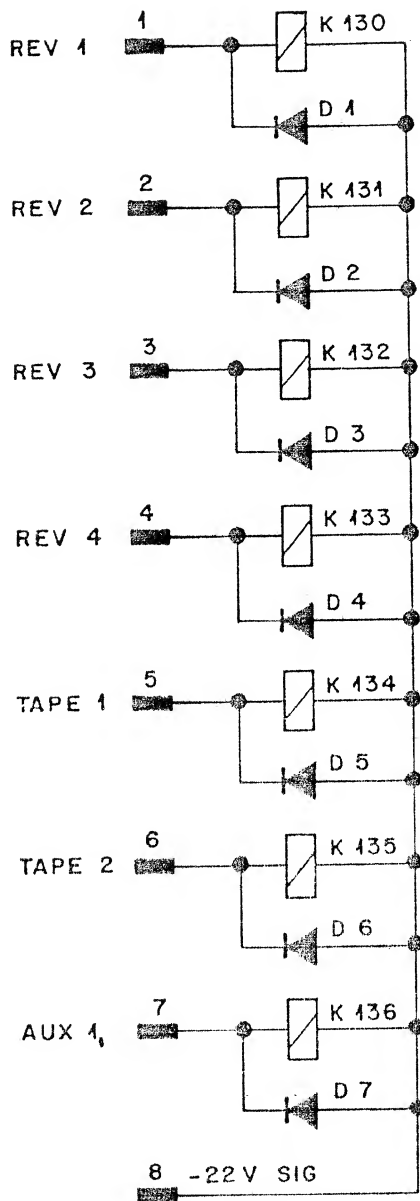 1 K 130
REV 1
D 1
2 K 131
REV 2
D 2
3 K 132
REV 3
D 3
4 K 133
REV 4
D 4
5 K 134
TAPE 1
D 5
6 K 135
TAPE 2
D 6
7 K 136
AUX 1
D 7
8 -22V SIG